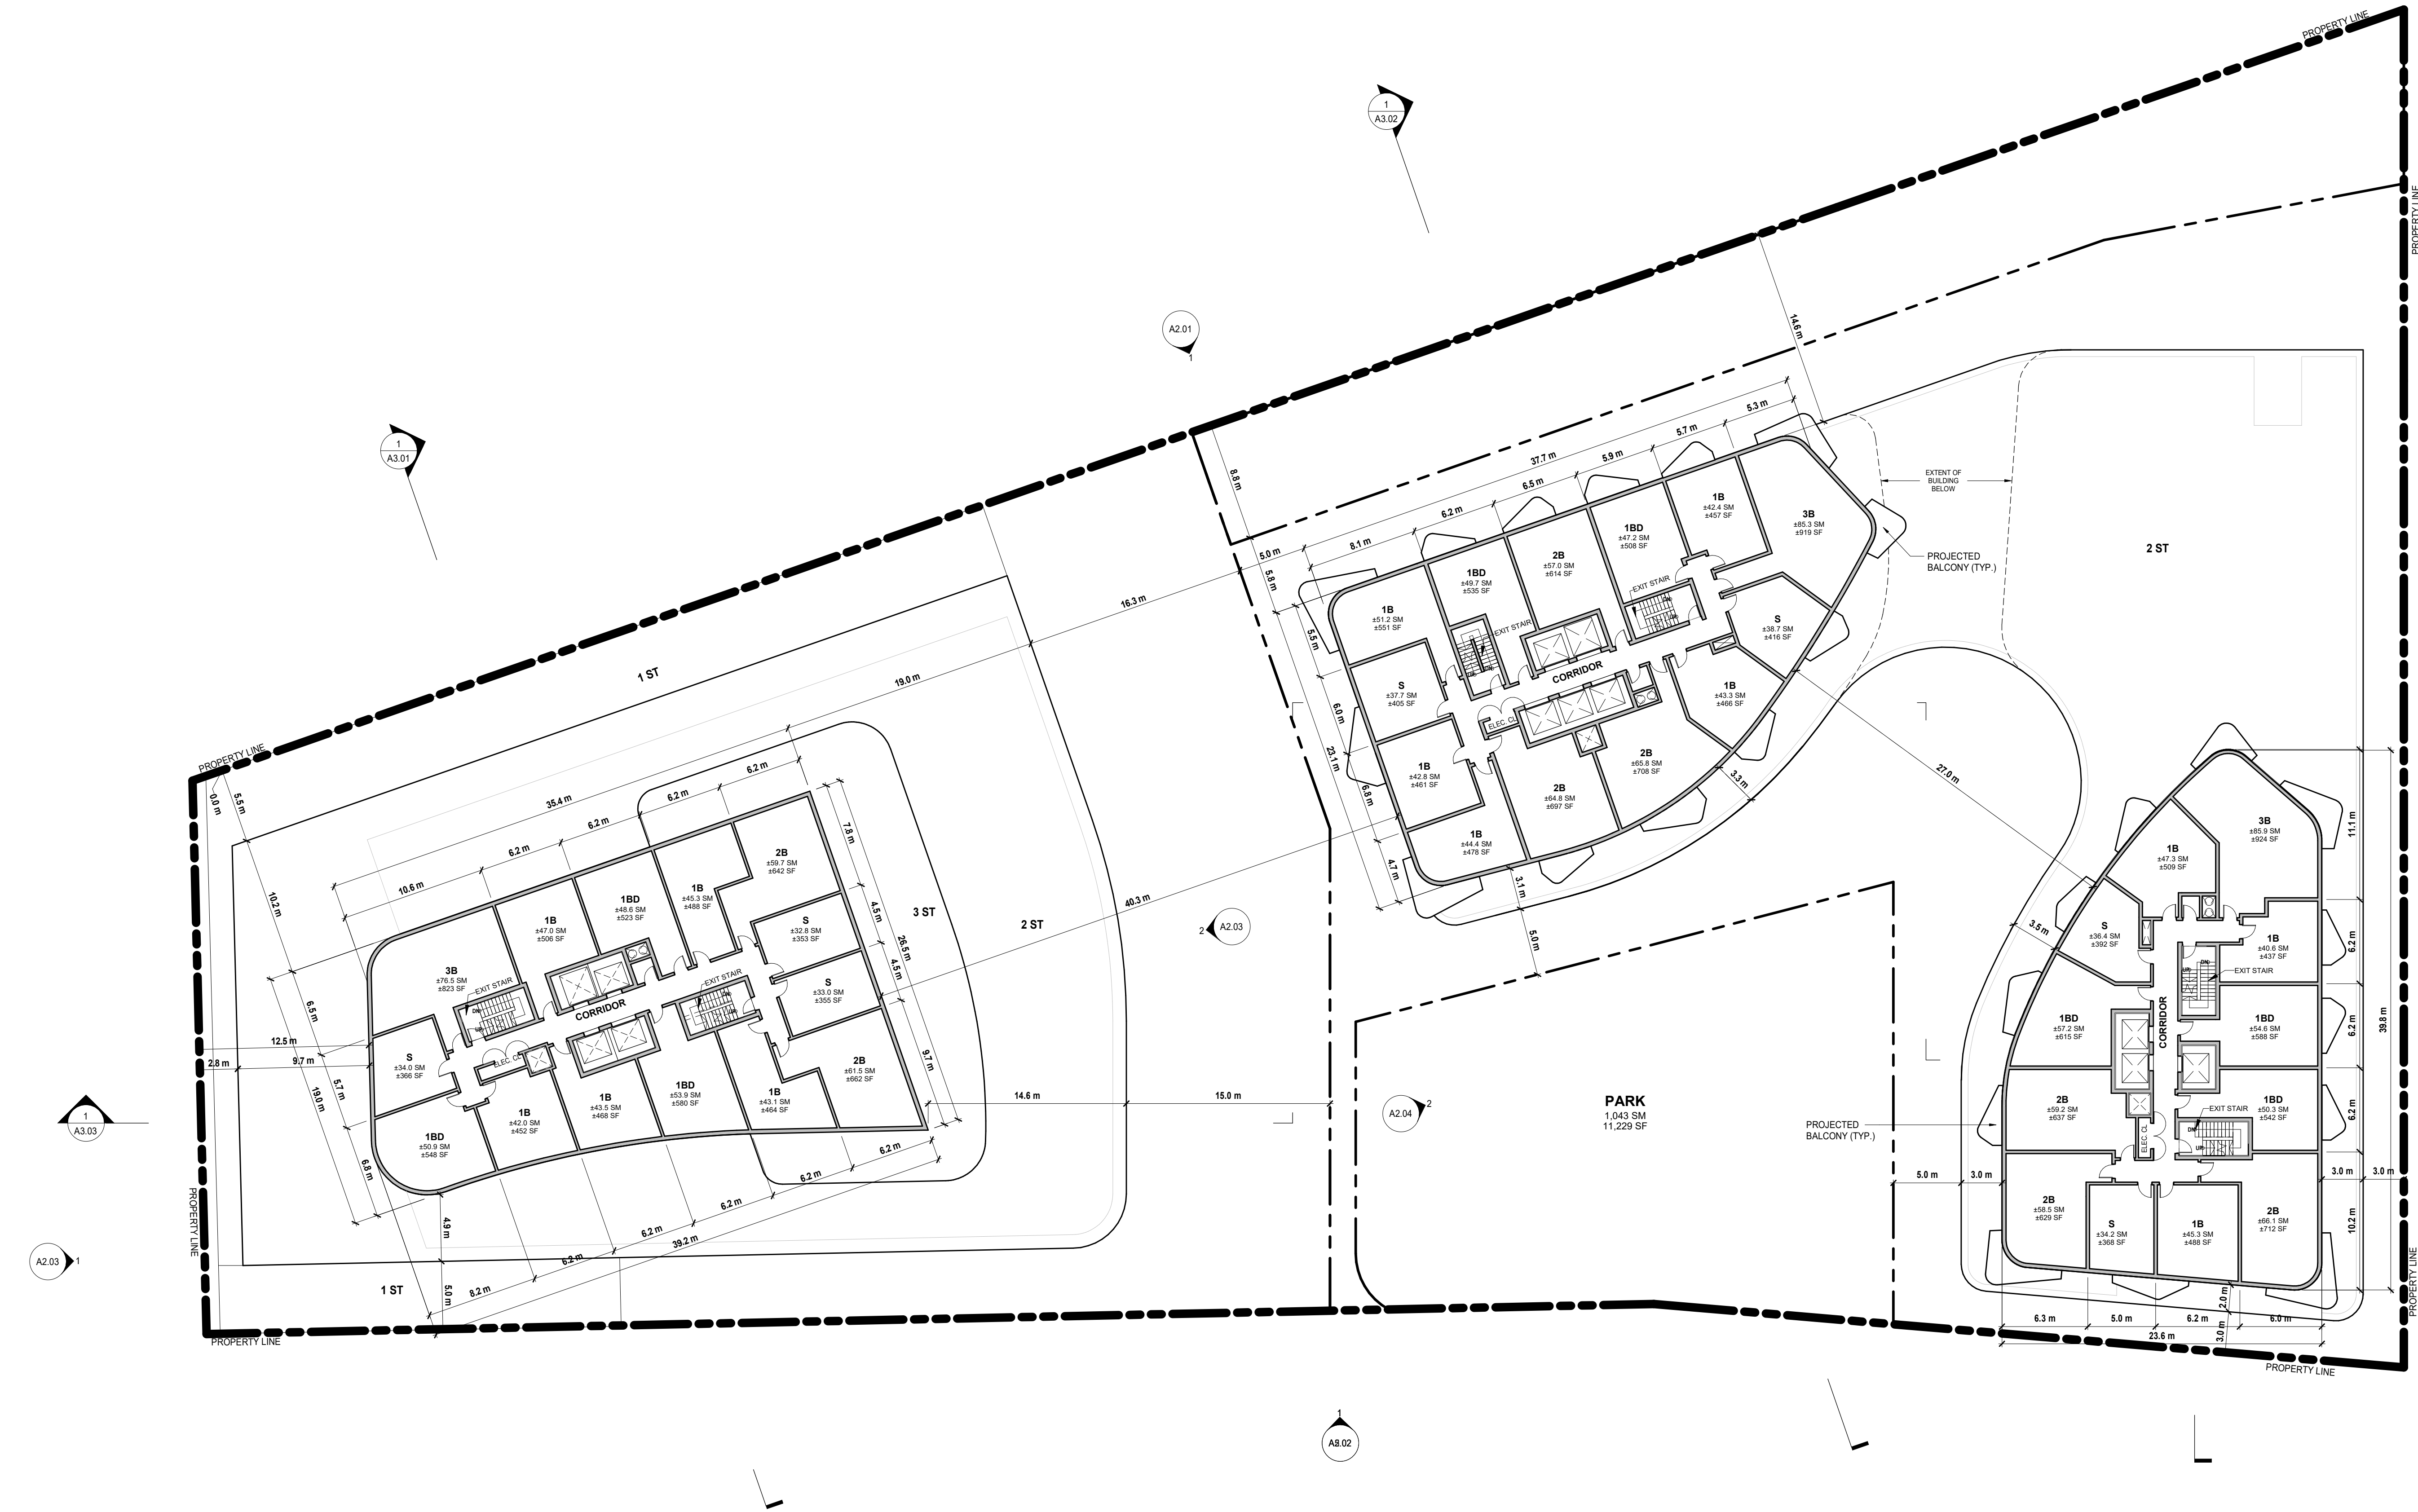 PROPERTY LINE
1
A3.02
PROPERTY LINE
A2.01
1
14.6 m
1
A3.01
8.8 m
37.7 m
5.3 m
5.7 m
5.9 m
6.5 m
6.2 m
8.1 m
5.0 m
5.8 m
5.5 m
6.0 m
23.1 m
6.8 m
4.7 m
16.3 m
19.0 m
40.3 m
1B
±51.2 SM
±551 SF
1BD
±49.7 SM
±535 SF
2B
±57.0 SM
±614 SF
1BD
±47.2 SM
±508 SF
1B
±42.4 SM
±457 SF
3B
±85.3 SM
±919 SF
S
±38.7 SM
±416 SF
1B
±43.3 SM
±466 SF
2B
±65.8 SM
±708 SF
2B
±64.8 SM
±697 SF
1B
±44.4 SM
±478 SF
1B
±42.8 SM
±461 SF
S
±37.7 SM
±405 SF
EXIT STAIR
DN
UP
EXIT STAIR
DN
UP
CORRIDOR
ELEC. CL
3.3 m
3.1 m
5.0 m
27.0 m
EXTENT OF
BUILDING
BELOW
PROJECTED
BALCONY (TYP.)
2 ST
PROPERTY LINE
0.0 m
5.5 m
1 ST
35.4 m
6.2 m
6.2 m
6.2 m
6.2 m
10.6 m
10.2 m
6.5 m
5.7 m
19.0 m
6.8 m
12.5 m
2.8 m
9.7 m
7.8 m
4.5 m
26.5 m
4.5 m
9.7 m
3 ST
2 ST
3B
±76.5 SM
±823 SF
1B
±47.0 SM
±506 SF
1BD
±48.6 SM
±523 SF
1B
±45.3 SM
±488 SF
2B
±59.7 SM
±642 SF
S
±32.8 SM
±353 SF
S
±33.0 SM
±355 SF
2B
±61.5 SM
±662 SF
1B
±43.1 SM
±464 SF
1BD
±53.9 SM
±580 SF
1B
±43.5 SM
±468 SF
1B
±42.0 SM
±452 SF
1BD
±50.9 SM
±548 SF
S
±34.0 SM
±366 SF
EXIT STAIR
DN
UP
EXIT STAIR
DN
UP
CORRIDOR
ELEC. CL
14.6 m
15.0 m
2
A2.03
4.9 m
5.0 m
8.2 m
6.2 m
6.2 m
6.2 m
6.2 m
6.2 m
39.2 m
1 ST
1
A3.03
A2.03
1
PROPERTY LINE
PROPERTY LINE
A2.04
2
PARK
1,043 SM
11,229 SF
PROJECTED
BALCONY (TYP.)
3B
±85.9 SM
±924 SF
1B
±47.3 SM
±509 SF
S
±36.4 SM
±392 SF
1B
±40.6 SM
±437 SF
1BD
±57.2 SM
±615 SF
1BD
±54.6 SM
±588 SF
2B
±59.2 SM
±637 SF
1BD
±50.3 SM
±542 SF
2B
±58.5 SM
±629 SF
S
±34.2 SM
±368 SF
1B
±45.3 SM
±488 SF
2B
±66.1 SM
±712 SF
EXIT STAIR
DN
UP
EXIT STAIR
DN
UP
CORRIDOR
ELEC. CL
3.5 m
11.1 m
6.2 m
6.2 m
6.2 m
39.8 m
10.2 m
3.0 m
3.0 m
5.0 m
3.0 m
2.0 m
3.0 m
6.3 m
5.0 m
6.2 m
6.0 m
23.6 m
PROPERTY LINE
PROPERTY LINE
1